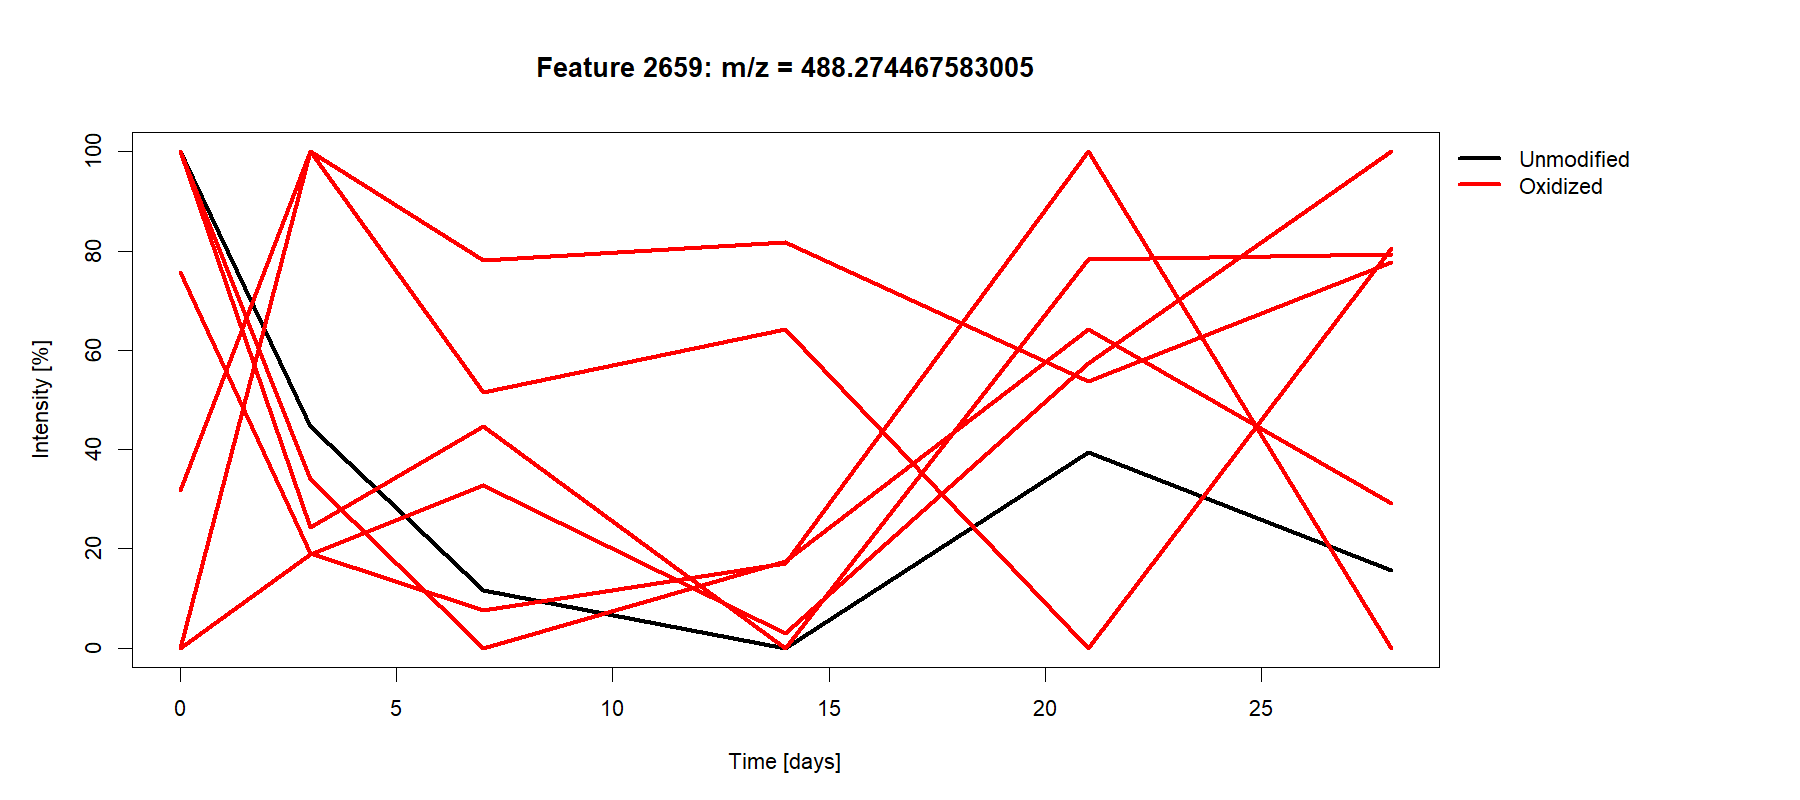 Feature 2659: m/z = 488.274467583005
100
80
60
40
20
0
Intensity [%]
0 5 10 15 20 25
Time [days]
Unmodified
Oxidized